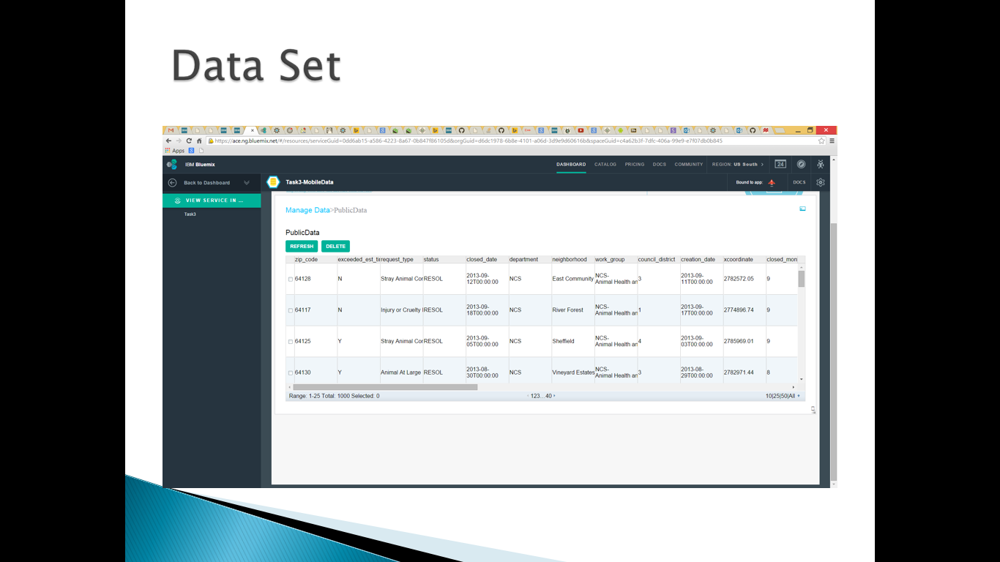 Data Set
https://ace.ng.bluemix.net/#/resources/serviceGuid=0dd6ab15-a586-4223-8a67-0b847f86105d&orgGuid=d6dc1978-6b8e-4101-a06d-3d9e9d60616b&spaceGuid=c4a62b3f-7dfc-406a-99e9-e7f07db0b845
Apps
IBM Bluemix DASHBOARD CATALOG PRICING DOCS COMMUNITY REGION US South 24
Back to Dashboard Task3-MobileData Bound to app: DOCS
VIEW SERVICE IN ...
Task3
Manage Data>PublicData
PublicData
REFRESH DELETE
zip_code exceeded_est_ti request_type status closed_date department neighborhood work_group council_district creation_date xcoordinate closed_mon
64128 N Stray Animal Cor RESOL 2013-09-12T00:00:00 NCS East Community NCS-Animal Health an 3 2013-09-11T00:00:00 2782572.05 9
64117 N Injury or Cruelty RESOL 2013-09-18T00:00:00 NCS River Forest NCS-Animal Health an 1 2013-09-17T00:00:00 2774896.74 9
64125 Y Stray Animal Cor RESOL 2013-09-05T00:00:00 NCS Sheffield NCS-Animal Health an 4 2013-09-03T00:00:00 2785969.01 9
64130 Y Animal At Large RESOL 2013-08-30T00:00:00 NCS Vineyard Estates NCS-Animal Health an 3 2013-08-29T00:00:00 2782971.44 8
Range: 1-25 Total: 1000 Selected: 0 123...40 10|25|50|All